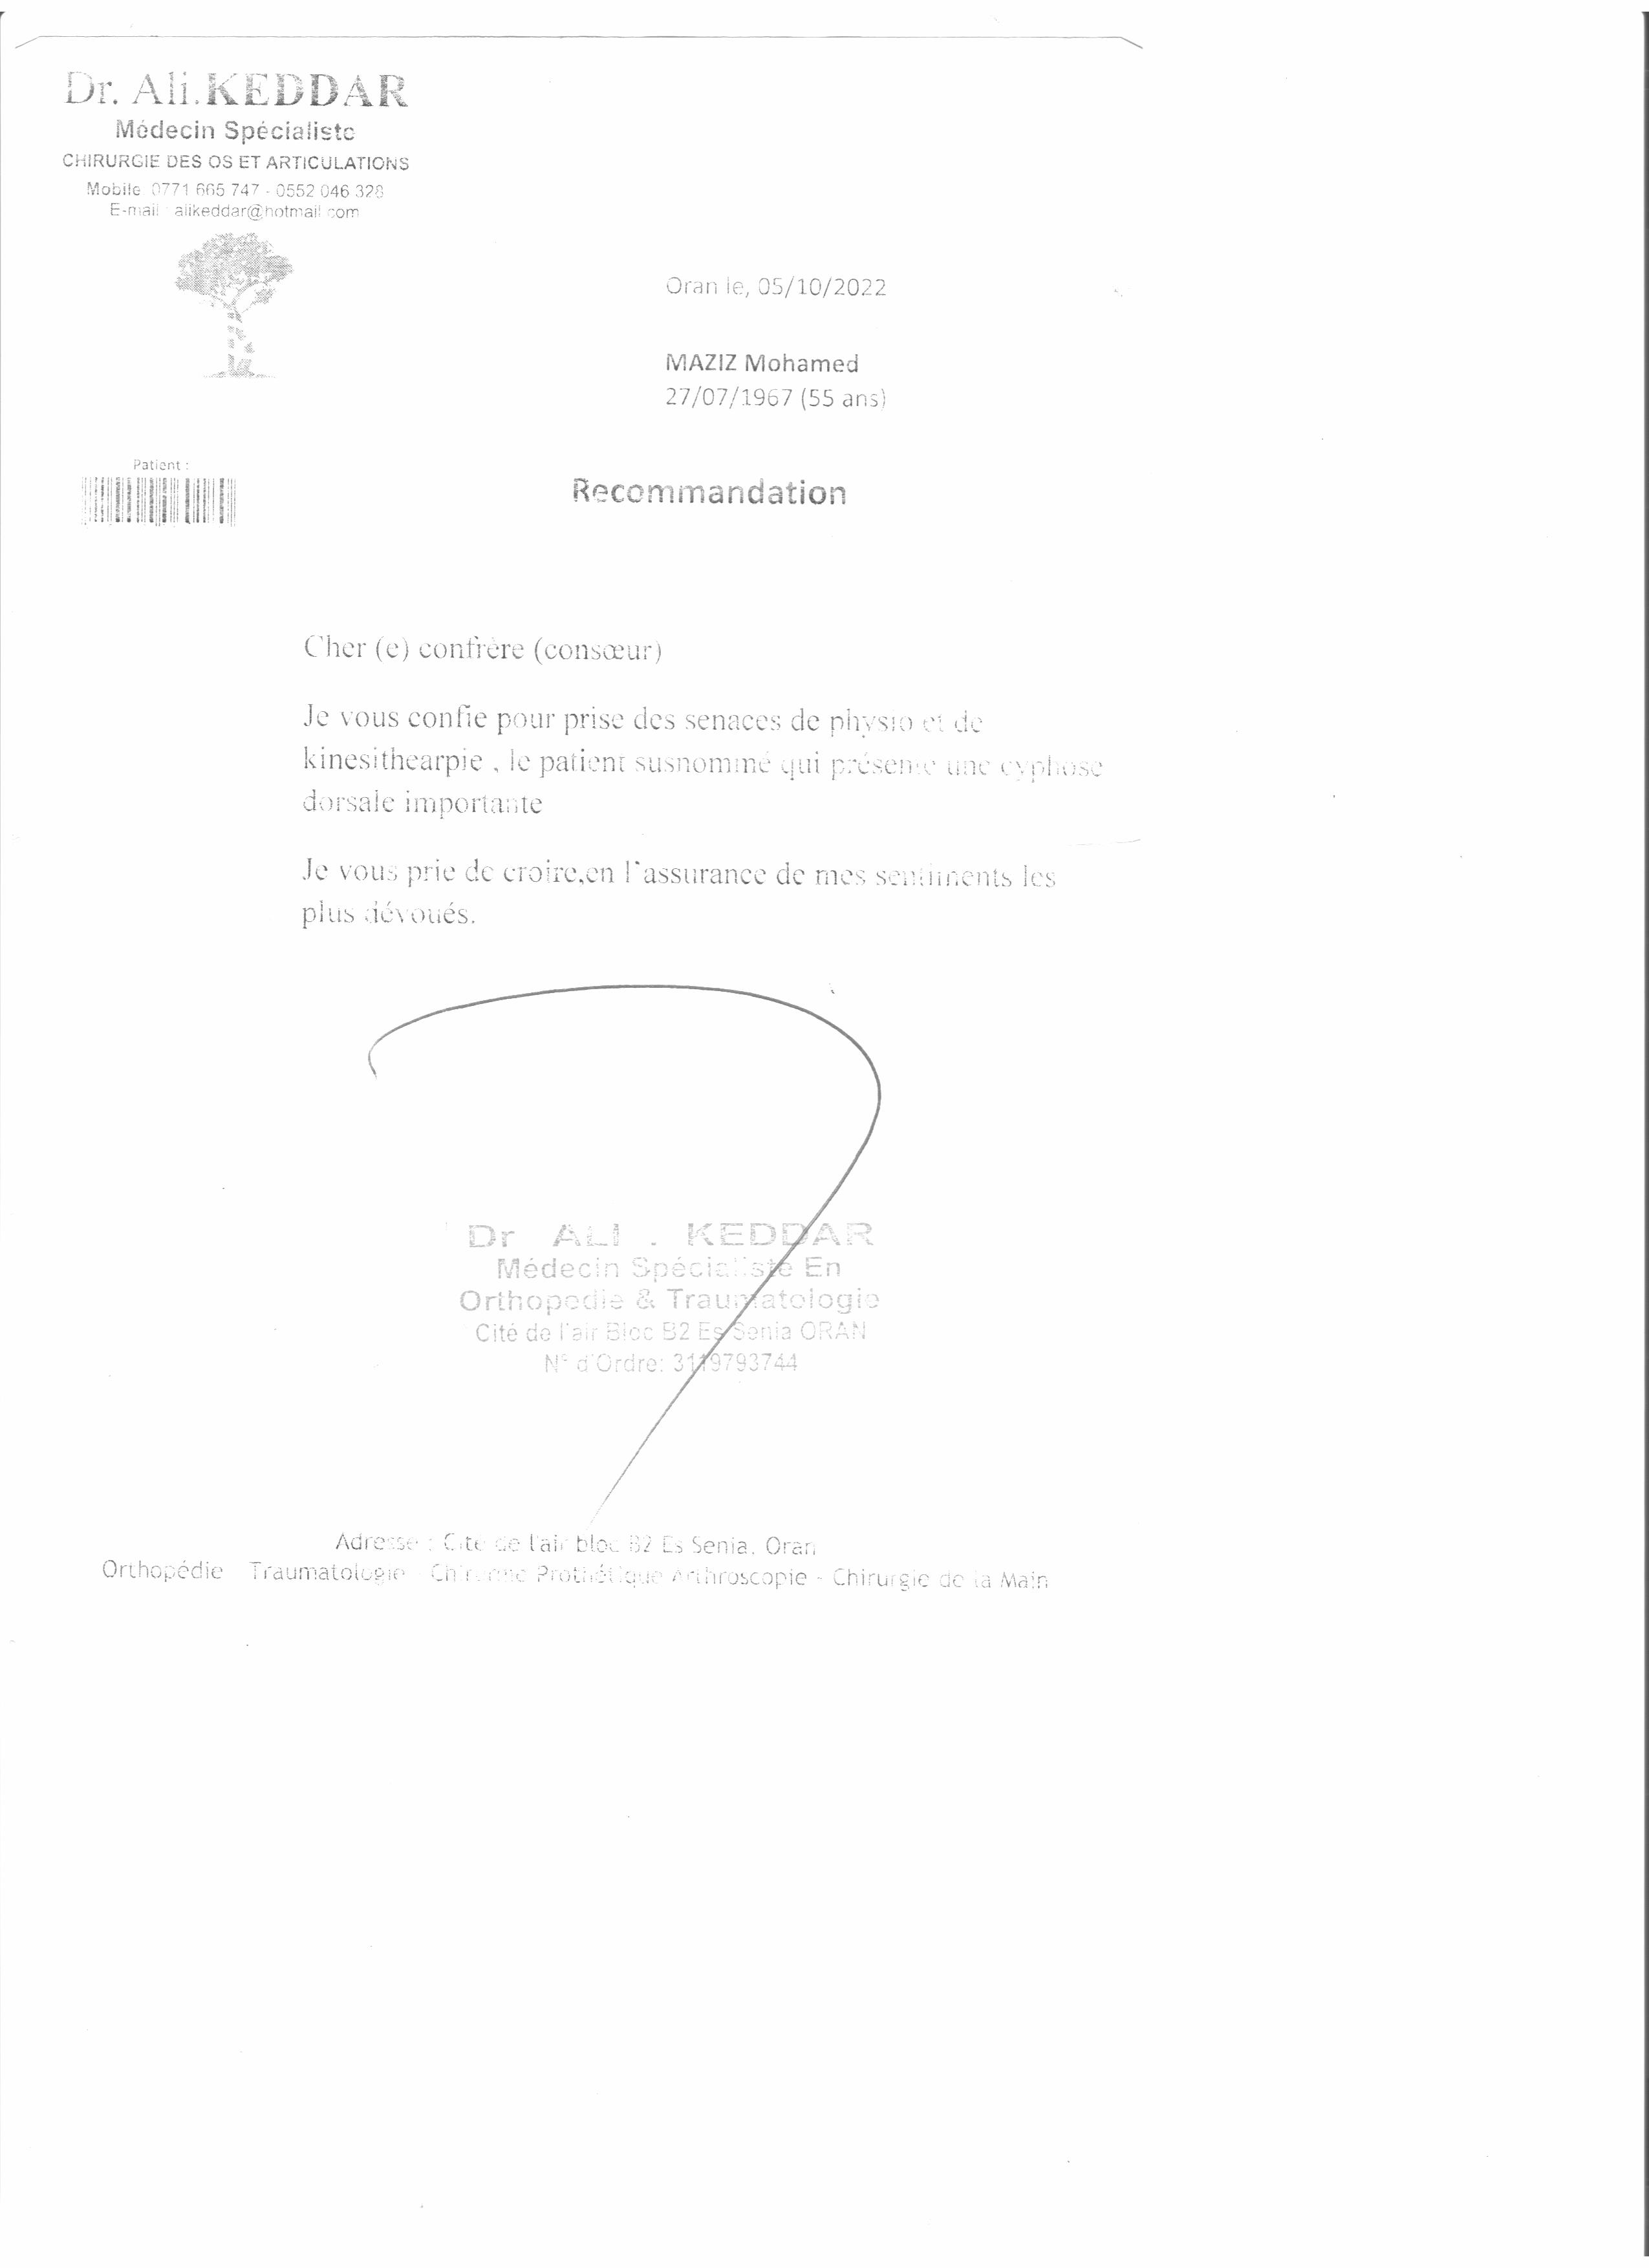 Dr. Ali.KEDDAR
Médecin Spécialiste
CHIRURGIE DES OS ET ARTICULATIONS
Mobile 0771 665 747 - 0552 046 328
E-mail : alikeddar@hotmail.com
Oran le, 05/10/2022
MAZIZ Mohamed
27/07/1967 (55 ans)
Patient :
Recommandation
Cher (e) confrère (consœur)
Je vous confie pour prise des senaces de physio et de
kinesithearpie , le patient susnommé qui présente une cyphose
dorsale importante
Je vous prie de croire,en l'assurance de mes sentiments les
plus dévoués.
Dr ALI . KEDDAR
Médecin Spécialiste En
Orthopedie & Traumatologie
Cité de l'air Bloc B2 Es Senia ORAN
N° d'Ordre: 3119793744
Adresse : Cite de l'air bloc B2 Es Senia. Oran
Orthopédie Traumatologie - Chirurgie Prothétique Arthroscopie - Chirurgie de la Main